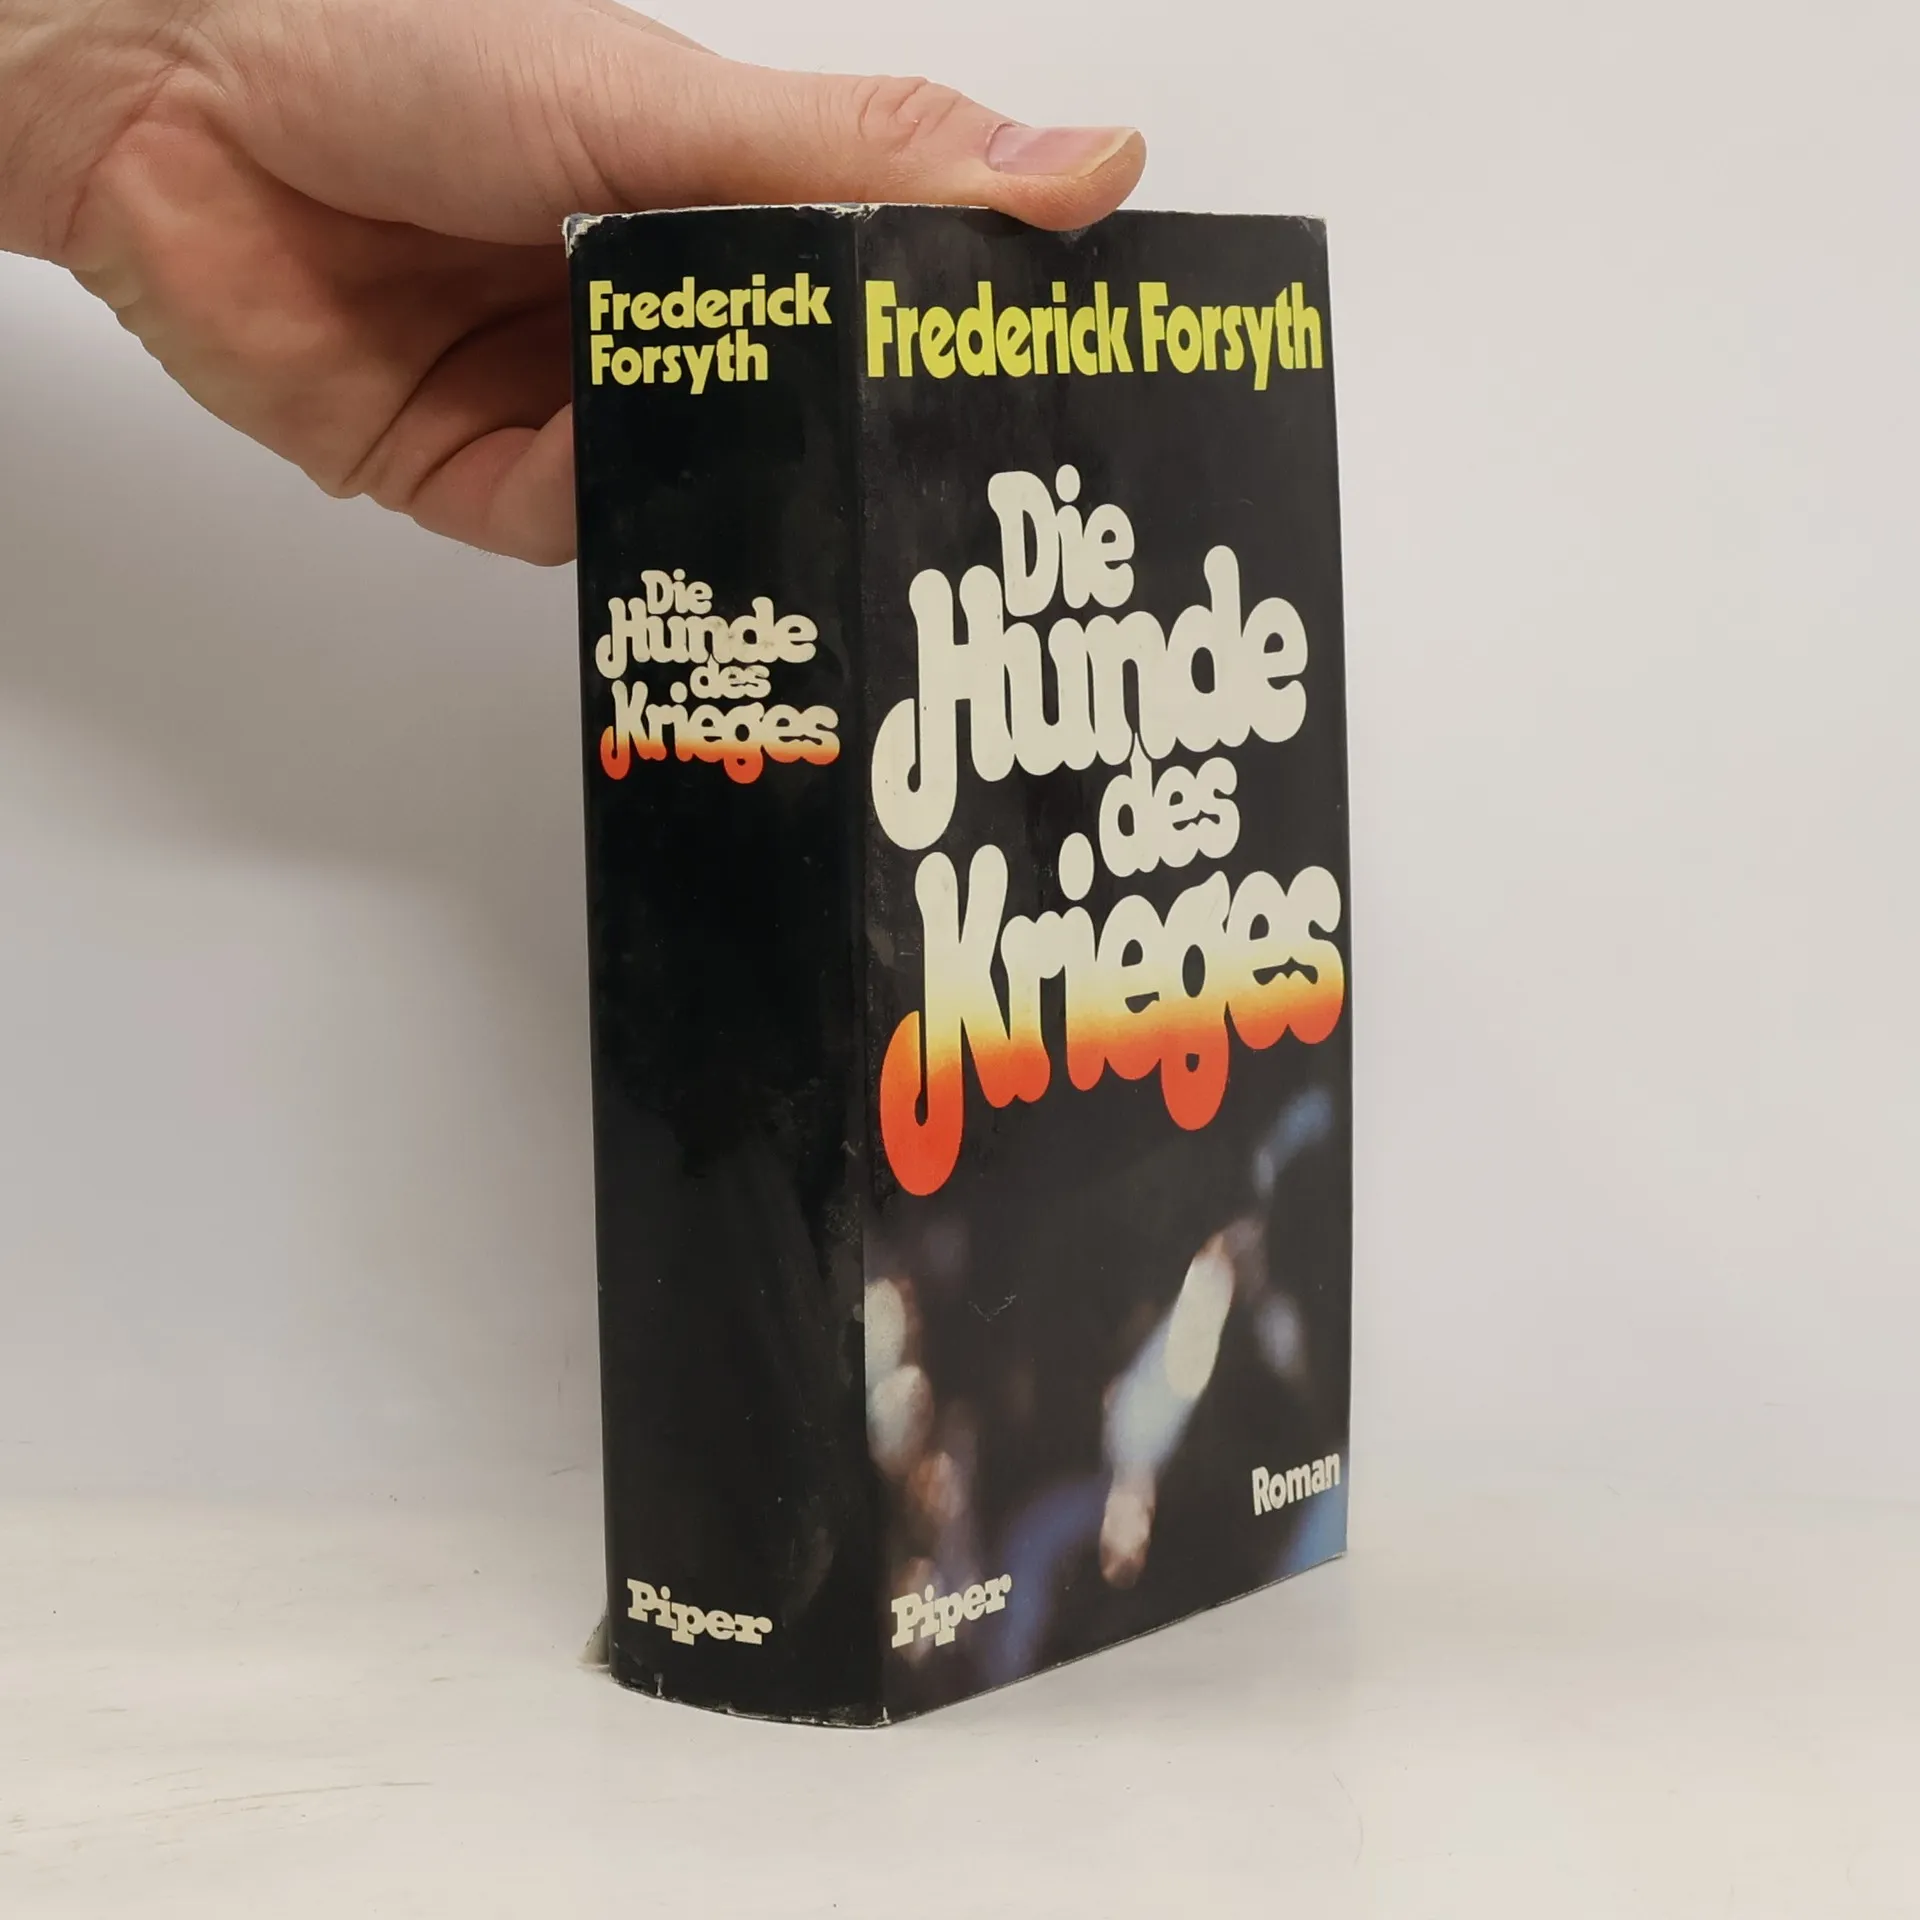 Frederick
Forsyth
Die
Hunde
des
Krieges
Piper
Frederick Forsyth
Die
Hunde
des
Krieges
Roman
Piper